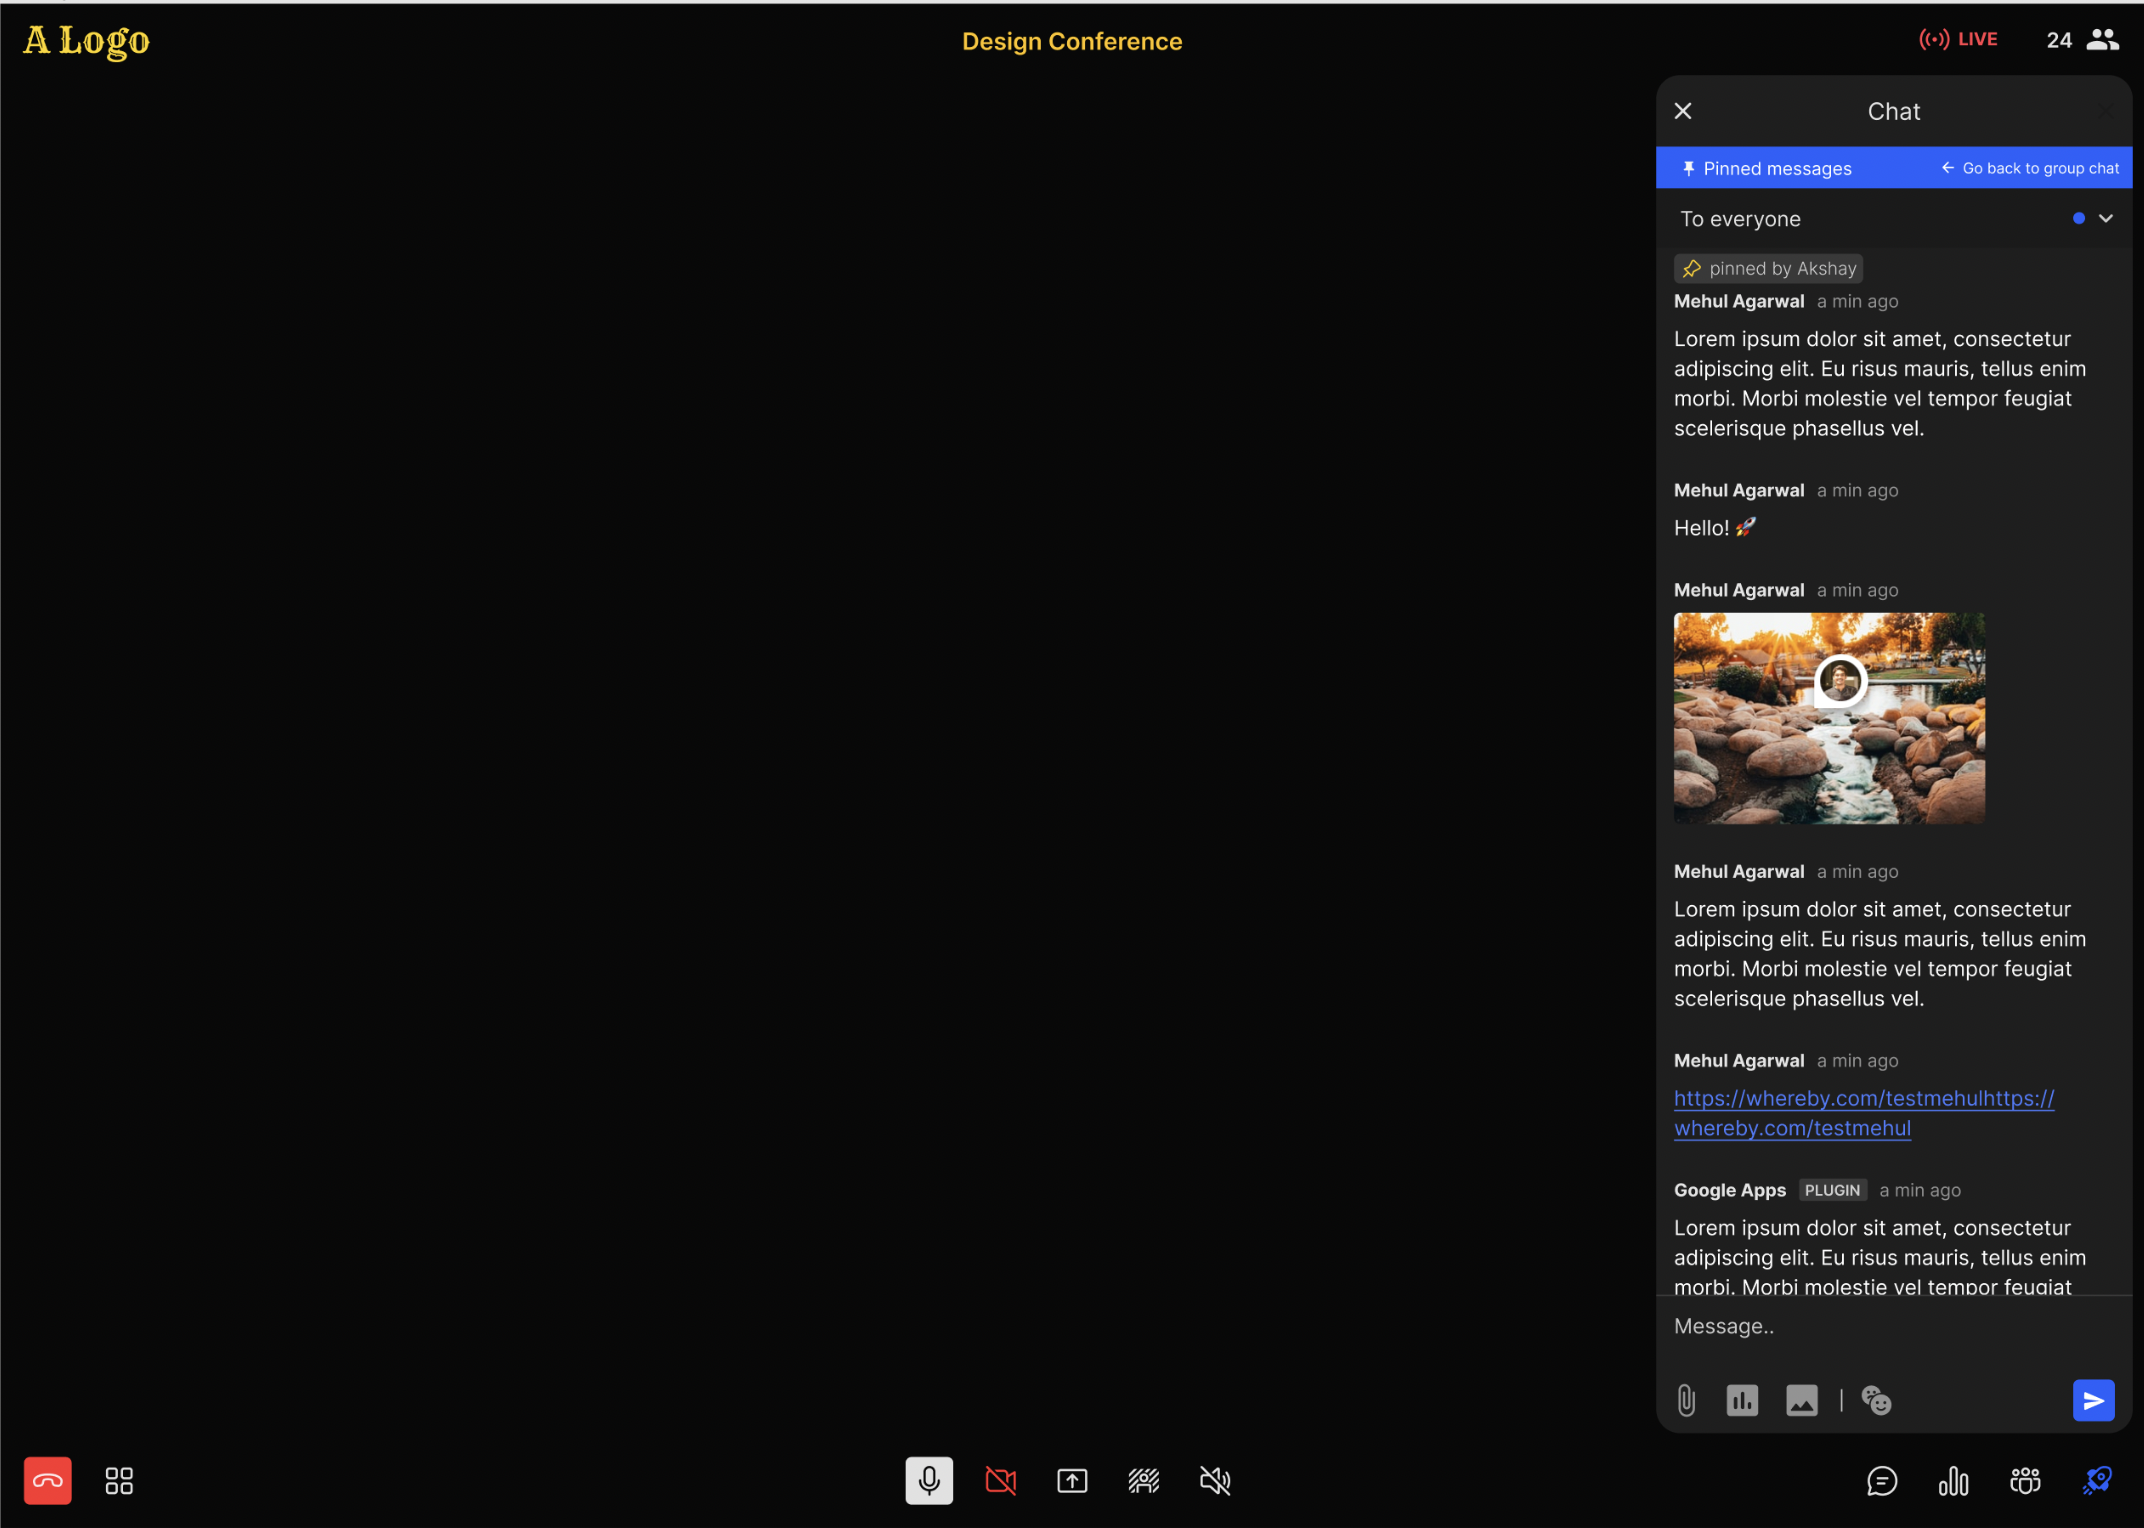 A Logo
Design Conference
LIVE
24
Chat
Pinned messages
Go back to group chat
To everyone
pinned by Akshay
Mehul Agarwal a min ago
Lorem ipsum dolor sit amet, consectetur
adipiscing elit. Eu risus mauris, tellus enim
morbi. Morbi molestie vel tempor feugiat
scelerisque phasellus vel.
Mehul Agarwal a min ago
Hello! 🚀
Mehul Agarwal a min ago
Mehul Agarwal a min ago
Lorem ipsum dolor sit amet, consectetur
adipiscing elit. Eu risus mauris, tellus enim
morbi. Morbi molestie vel tempor feugiat
scelerisque phasellus vel.
Mehul Agarwal a min ago
https://whereby.com/testmehulhttps://
whereby.com/testmehul
Google Apps PLUGIN a min ago
Lorem ipsum dolor sit amet, consectetur
adipiscing elit. Eu risus mauris, tellus enim
morbi. Morbi molestie vel tempor feugiat
Message..